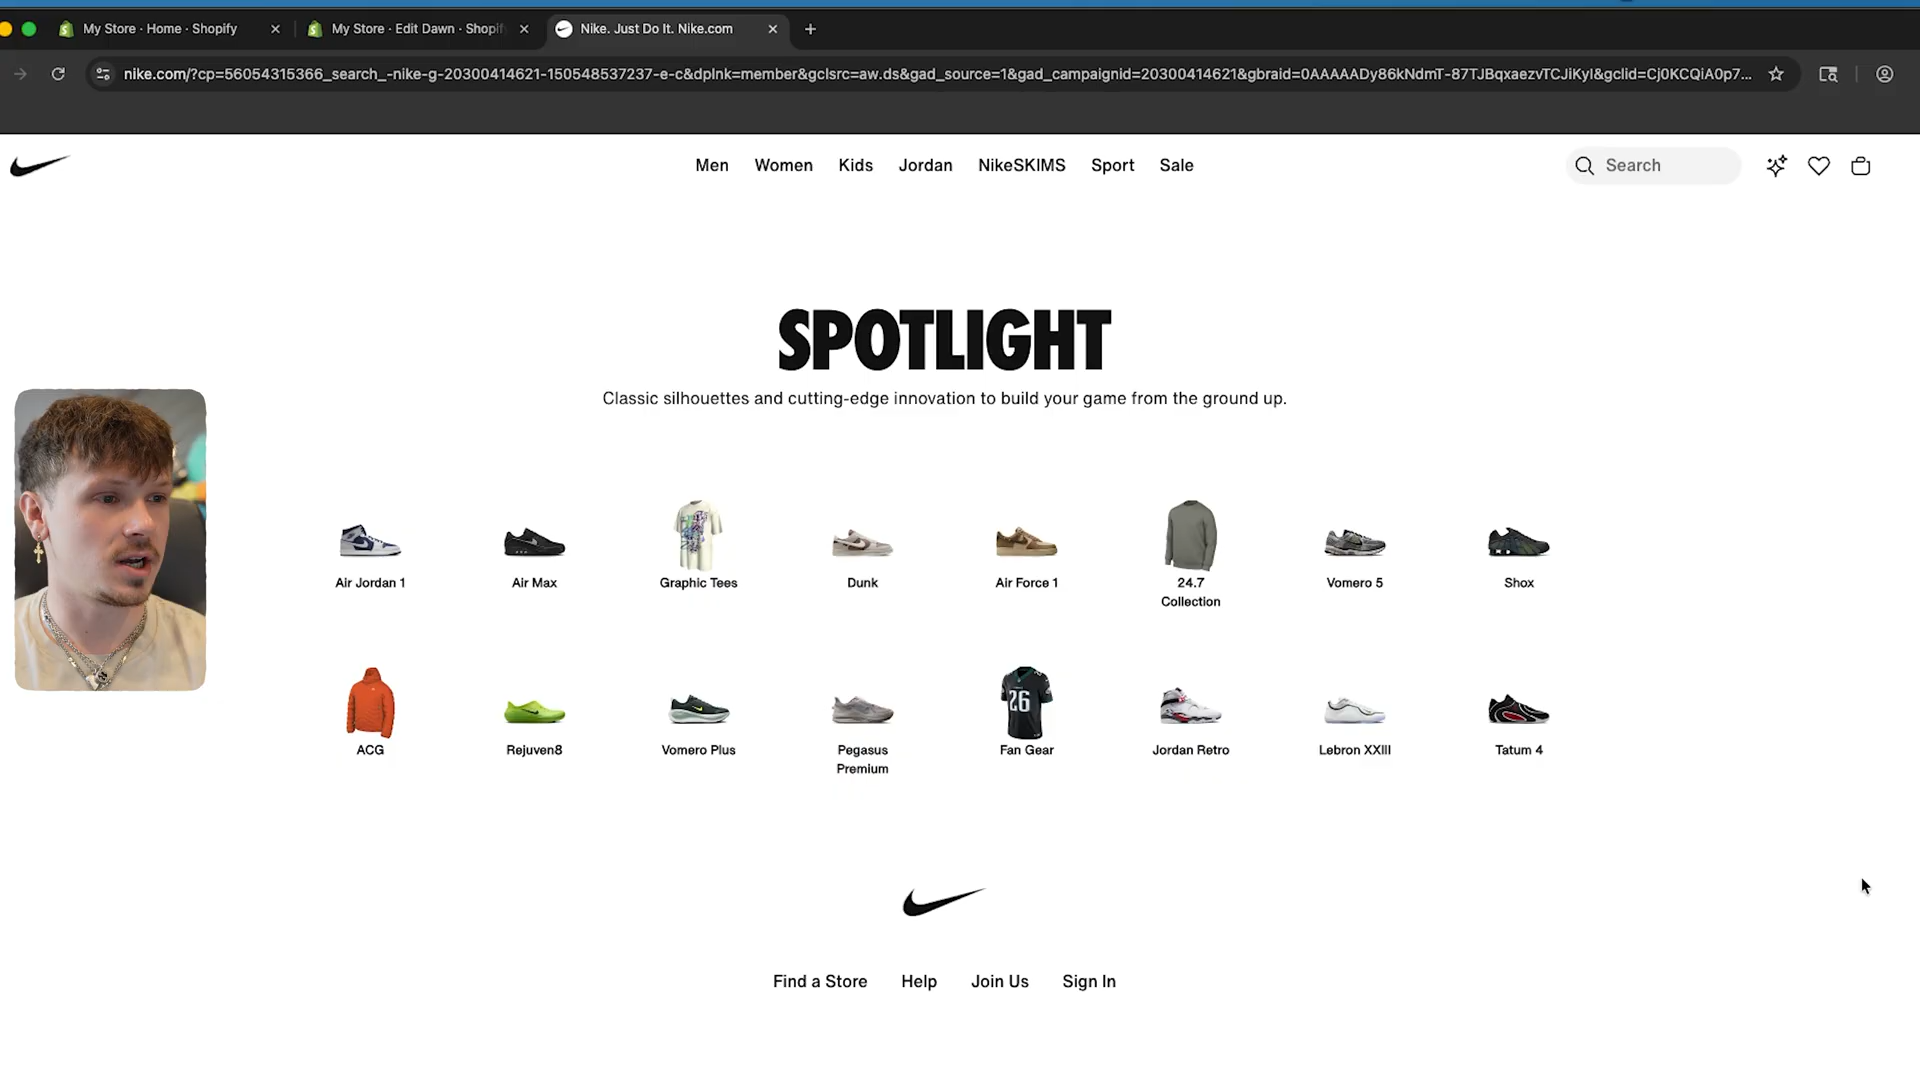 My Store · Home · Shopify
My Store · Edit Dawn · Shopif
Nike. Just Do It. Nike.com
nike.com/?cp=56054315366_search_-nike-g-20300414621-150548537237-e-c&dplnk=member&gclsrc=aw.ds&gad_source=1&gad_campaignid=20300414621&gbraid=0AAAAADy86kNdmT-87TJBqxaezvTCJiKyI&gclid=Cj0KCQiA0p7...
Men Women Kids Jordan NikeSKIMS Sport Sale
Search
SPOTLIGHT
Classic silhouettes and cutting-edge innovation to build your game from the ground up.
Air Jordan 1
Air Max
Graphic Tees
Dunk
Air Force 1
24.7
Collection
Vomero 5
Shox
26
ACG
Rejuven8
Vomero Plus
Pegasus
Premium
Fan Gear
Jordan Retro
Lebron XXIII
Tatum 4
Find a Store Help Join Us Sign In